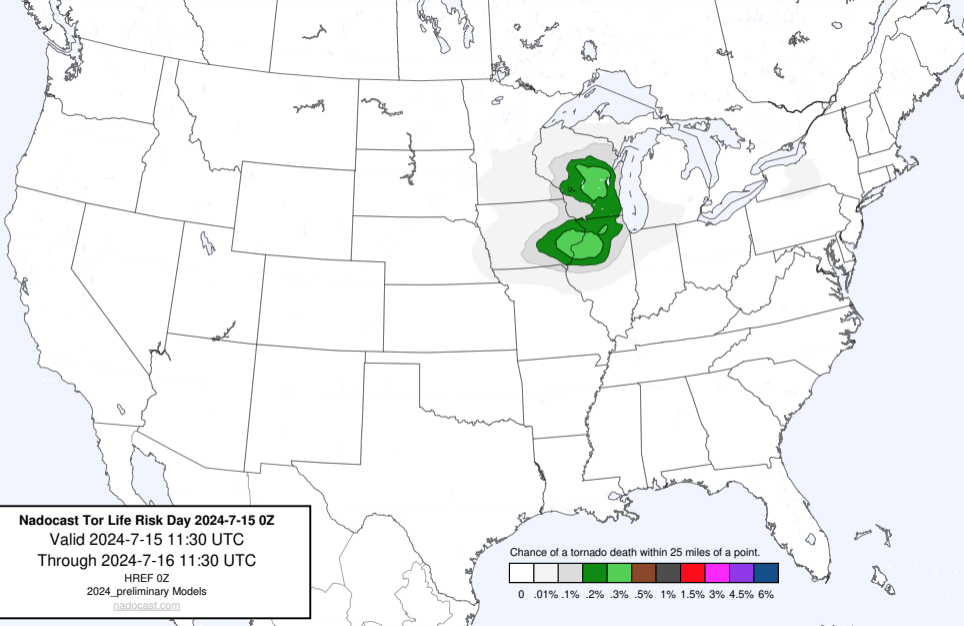 Nadocast Tor Life Risk Day 2024-7-15 0Z
Valid 2024-7-15 11:30 UTC
Through 2024-7-16 11:30 UTC
HREF 0Z
2024_preliminary Models
nadocast.com
Chance of a tornado death within 25 miles of a point.
0 .01% .1% .2% .3% .5% 1% 1.5% 3% 4.5% 6%